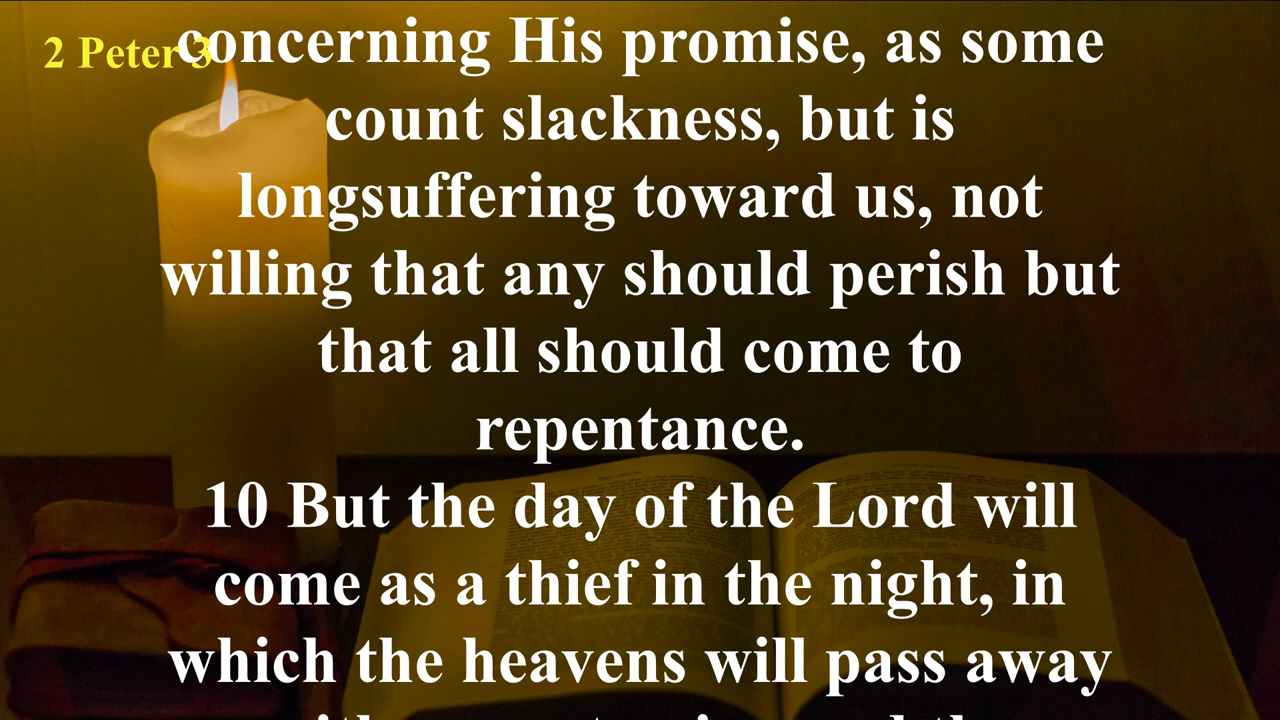 2 Peter 3
concerning His promise, as some
count slackness, but is
longsuffering toward us, not
willing that any should perish but
that all should come to
repentance.
10 But the day of the Lord will
come as a thief in the night, in
which the heavens will pass away